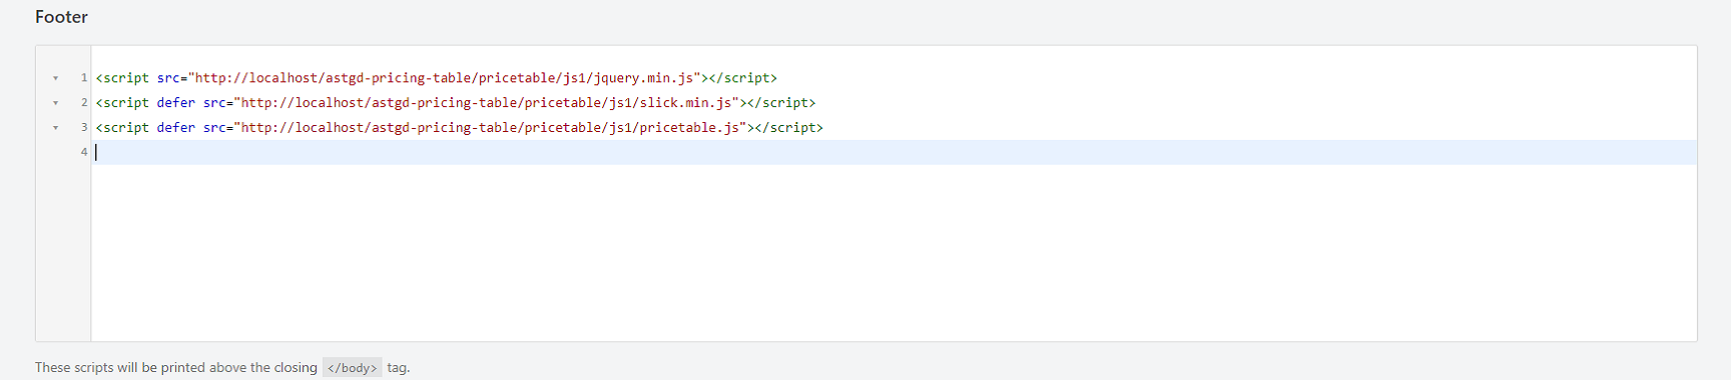 Footer
1 <script src="http://localhost/astgd-pricing-table/pricetable/js1/jquery.min.js"></script>
2 <script defer src="http://localhost/astgd-pricing-table/pricetable/js1/slick.min.js"></script>
3 <script defer src="http://localhost/astgd-pricing-table/pricetable/js1/pricetable.js"></script>
4
These scripts will be printed above the closing </body> tag.